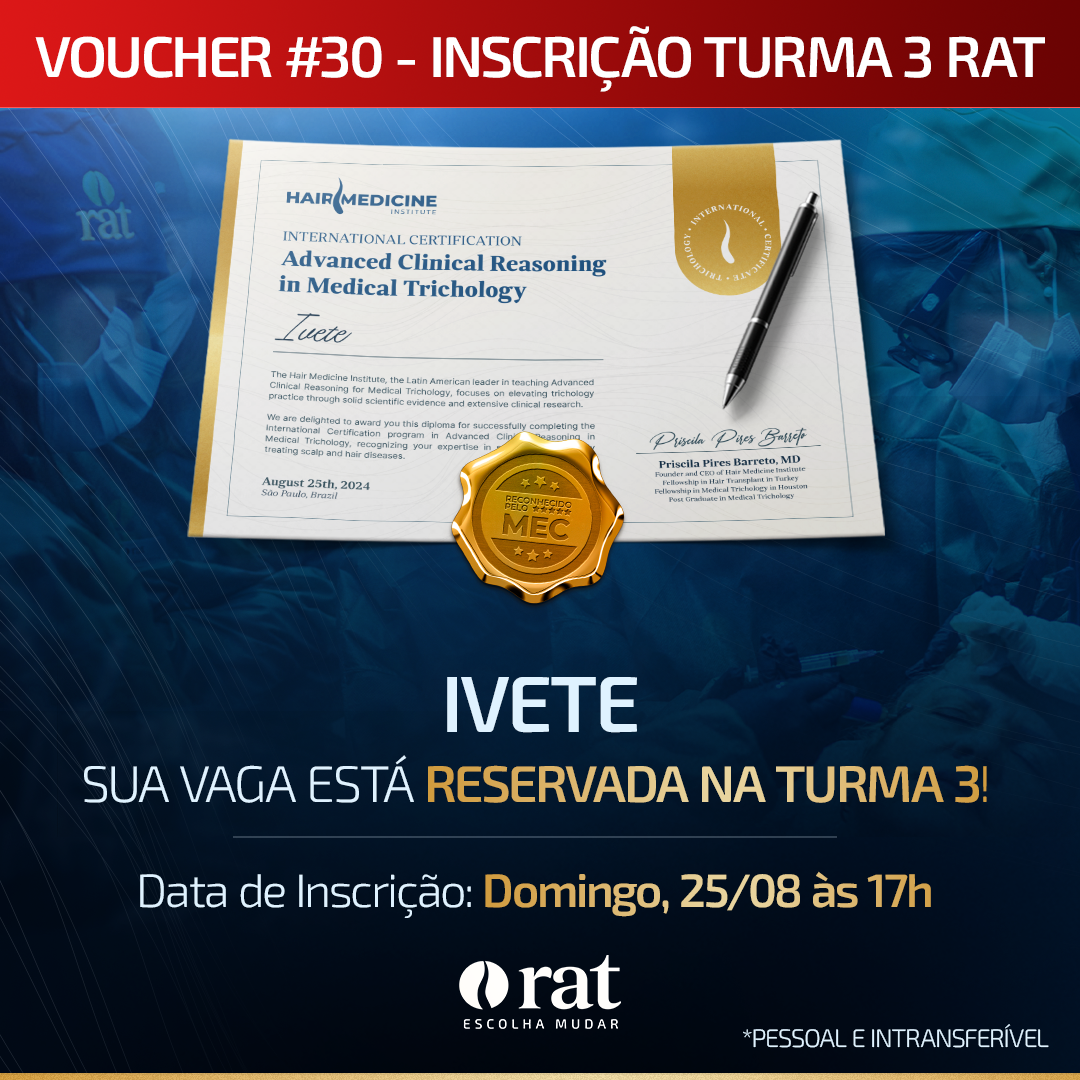 VOUCHER #30 - INSCRIÇÃO TURMA 3 RAT
rat
HAIR MEDICINE
INSTITUTE
INTERNATIONAL CERTIFICATION
Advanced Clinical Reasoning
in Medical Trichology
Ivete
The Hair Medicine Institute, the Latin American leader in teaching Advanced
Clinical Reasoning for Medical Trichology, focuses on elevating trichology
practice through solid scientific evidence and extensive clinical research.
We are delighted to award you this diploma for successfully completing the
International Certification program in Advanced Clinical Reasoning in
Medical Trichology, recognizing your expertise in
treating scalp and hair diseases.
August 25th, 2024
São Paulo, Brazil
• INTERNATIONAL • CERTIFICATE • TRICHOLOGY
Priscila Pires Barreto
Priscila Pires Barreto, MD
Founder and CEO of Hair Medicine Institute
Fellowship in Hair Transplant in Turkey
Fellowship in Medical Trichology in Houston
Post Graduate in Medical Trichology
RECONHECIDO
PELO ★★★★★
MEC
IVETE
SUA VAGA ESTÁ RESERVADA NA TURMA 3!
Data de Inscrição: Domingo, 25/08 às 17h
rat
ESCOLHA MUDAR
*PESSOAL E INTRANSFERÍVEL